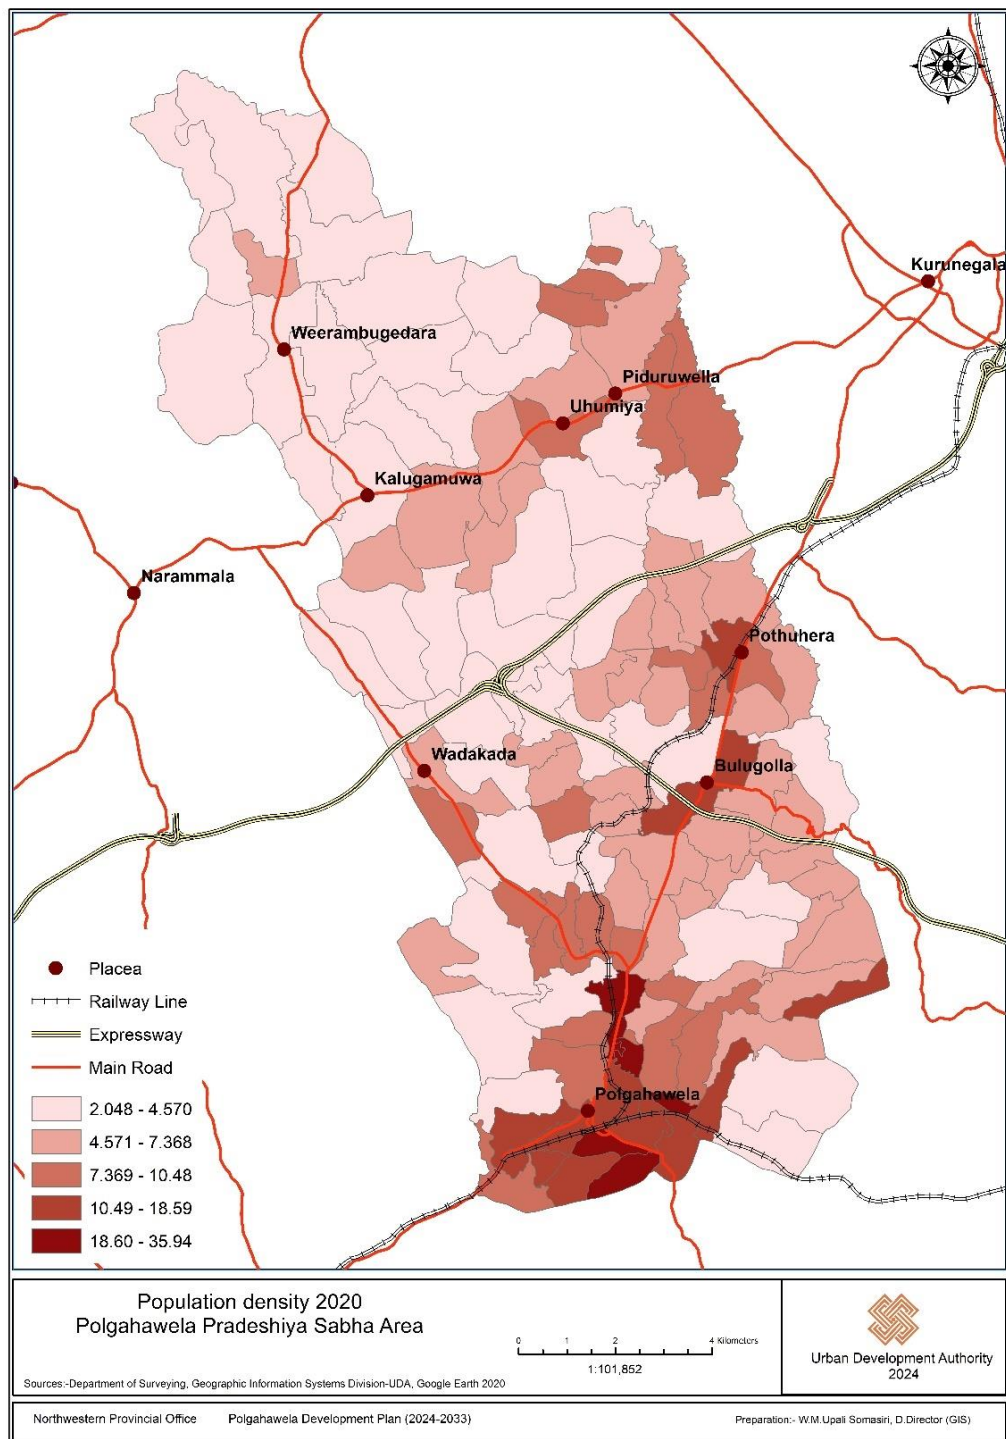 Kurunegala
Weerambugedara
Piduruwella
Uhumiya
Kalugamuwa
Narammala
Pothuhera
Wadakada
Bulugolla
Polgahawela
Placea
Railway Line
Expressway
Main Road
2.048 - 4.570
4.571 - 7.368
7.369 - 10.48
10.49 - 18.59
18.60 - 35.94
Population density 2020
Polgahawela Pradeshiya Sabha Area
0 1 2 4 Kilometers
1:101,852
Sources:-Department of Surveying, Geographic Information Systems Division-UDA, Google Earth 2020
Urban Development Authority
2024
Northwestern Provincial Office Polgahawela Development Plan (2024-2033)
Preparation:- W.M.Upali Somasiri, D.Director (GIS)